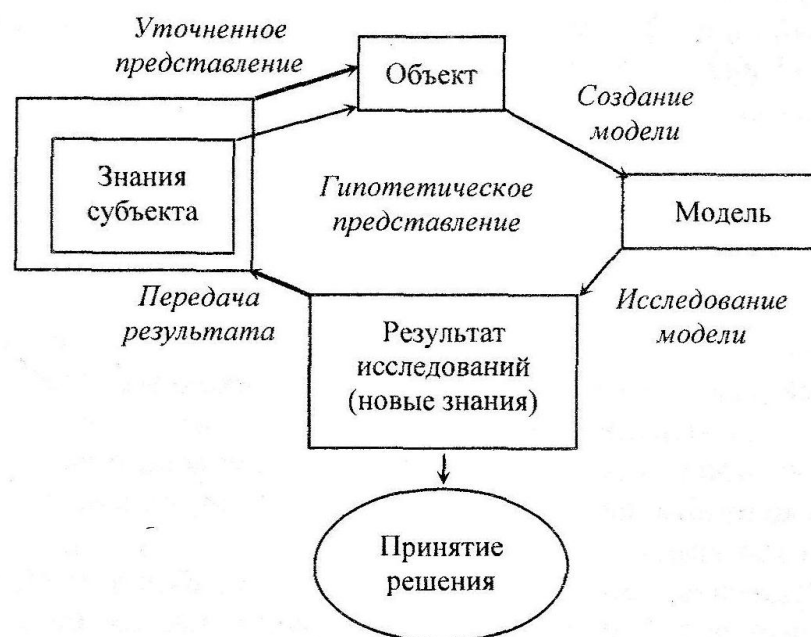 Уточненное
представление
Объект
Создание
модели
Знания
субъекта
Гипотетическое
представление
Модель
Передача
результата
Результат
исследований
(новые знания)
Исследование
модели
Принятие
решения